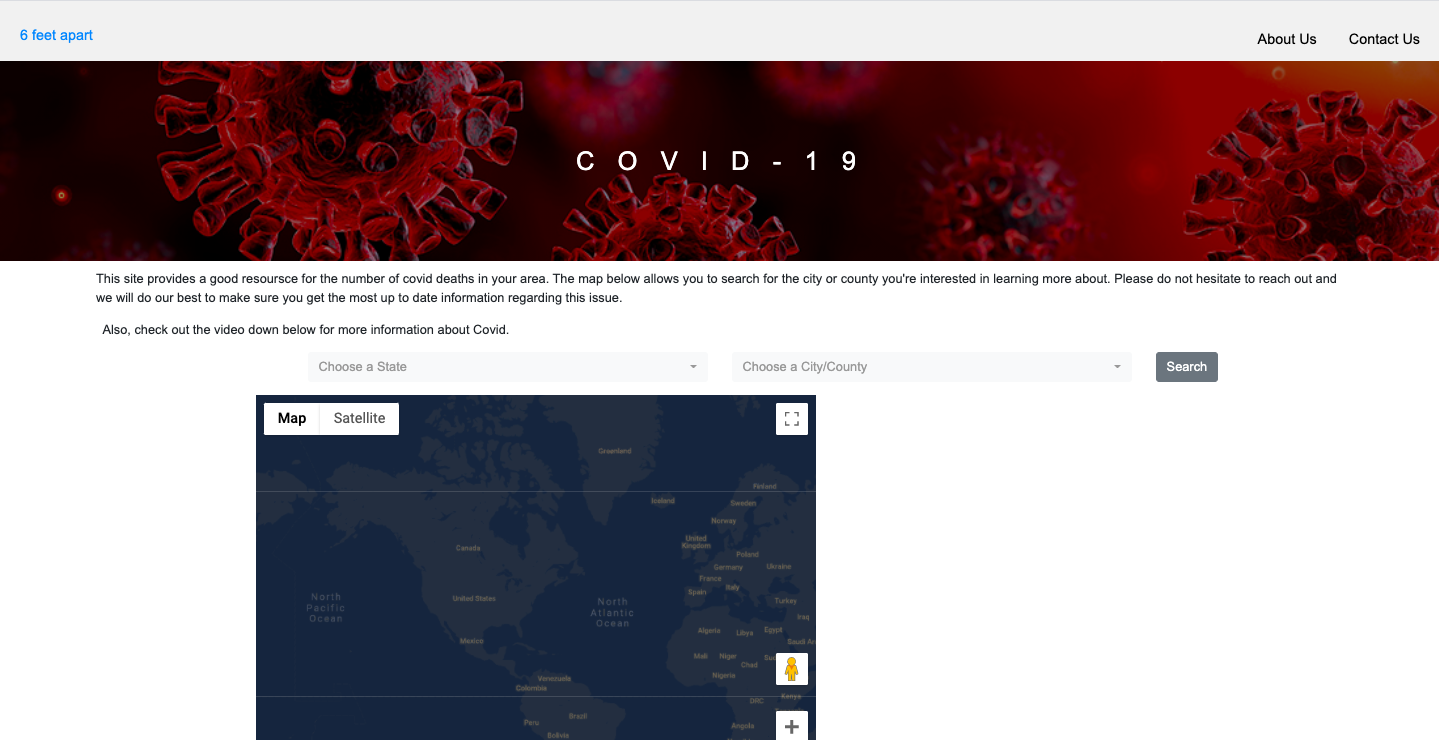 6 feet apart
About Us
Contact Us
COVID-19
This site provides a good resoursce for the number of covid deaths in your area. The map below allows you to search for the city or county you're interested in learning more about. Please do not hesitate to reach out and
we will do our best to make sure you get the most up to date information regarding this issue.
Also, check out the video down below for more information about Covid.
Choose a State
Choose a City/County
Search
Map
Satellite
Greenland
Finland
Iceland
Sweden
Norway
United
Kingdom
Canada
Poland
Germany
Ukraine
France
Italy
Spain
United States
North
Pacific
Ocean
North
Atlantic
Ocean
Turkey
Iraq
Algeria
Libya
Egypt
Mexico
Saudi Ar
Mali
Niger
Su
Chad
Nigeria
Venezuela
Colombia
DRC
Kenya
Peru
Brazil
Angola
Bolivia